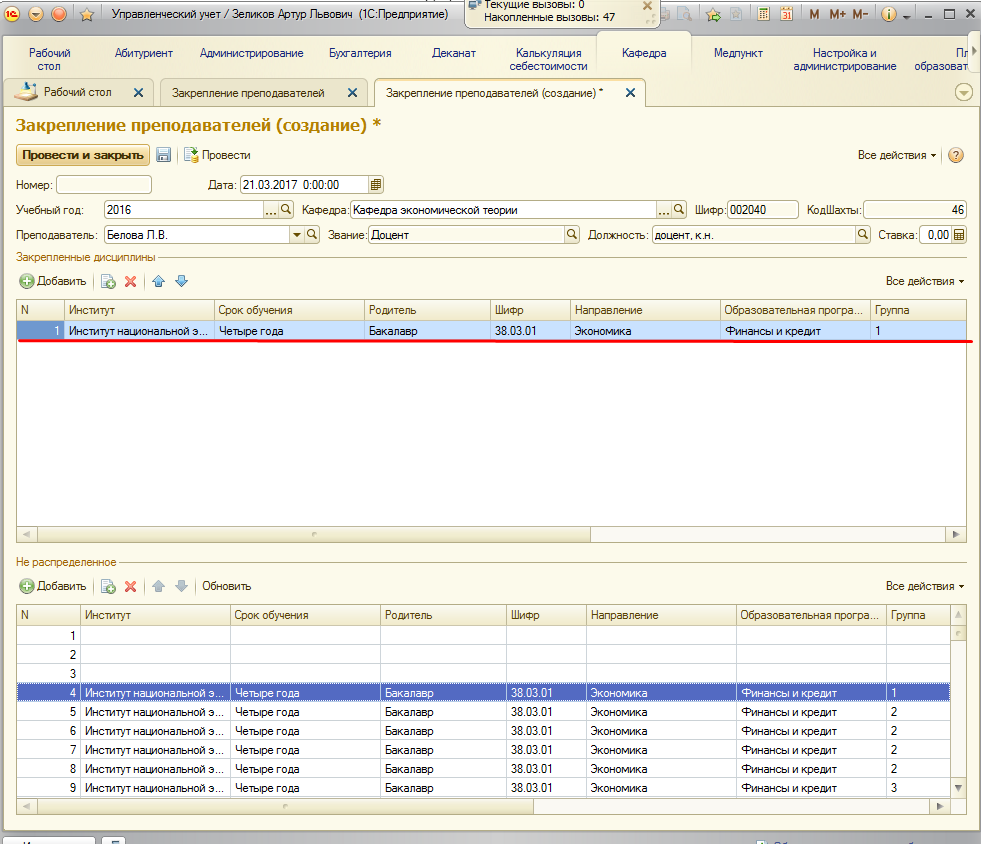 Текущие вызовы: 0
Накопленные вызовы: 47
Управленческий учет / Зеликов Артур Львович (1С:Предприятие)
M M+ M-
Рабочий стол
Абитуриент
Администрирование
Бухгалтерия
Деканат
Калькуляция себестоимости
Кафедра
Медпункт
Настройка и администрирование
Рабочий стол
Закрепление преподавателей
Закрепление преподавателей (создание) *
Закрепление преподавателей (создание) *
Провести и закрыть Провести Все действия
Номер: Дата: 21.03.2017 0:00:00
Учебный год: 2016 ... Кафедра: Кафедра экономической теории ... Шифр: 002040 КодШахты: 46
Преподаватель: Белова Л.В. Звание: Доцент Должность: доцент, к.н. Ставка: 0,00
Закрепленные дисциплины
Добавить Все действия
N Институт Срок обучения Родитель Шифр Направление Образовательная програ... Группа
1 Институт национальной э... Четыре года Бакалавр 38.03.01 Экономика Финансы и кредит 1
Не распределенное
Добавить Обновить Все действия
N Институт Срок обучения Родитель Шифр Направление Образовательная програ... Группа
1
2
3
4 Институт национальной э... Четыре года Бакалавр 38.03.01 Экономика Финансы и кредит 1
5 Институт национальной э... Четыре года Бакалавр 38.03.01 Экономика Финансы и кредит 2
6 Институт национальной э... Четыре года Бакалавр 38.03.01 Экономика Финансы и кредит 2
7 Институт национальной э... Четыре года Бакалавр 38.03.01 Экономика Финансы и кредит 2
8 Институт национальной э... Четыре года Бакалавр 38.03.01 Экономика Финансы и кредит 2
9 Институт национальной э... Четыре года Бакалавр 38.03.01 Экономика Финансы и кредит 3